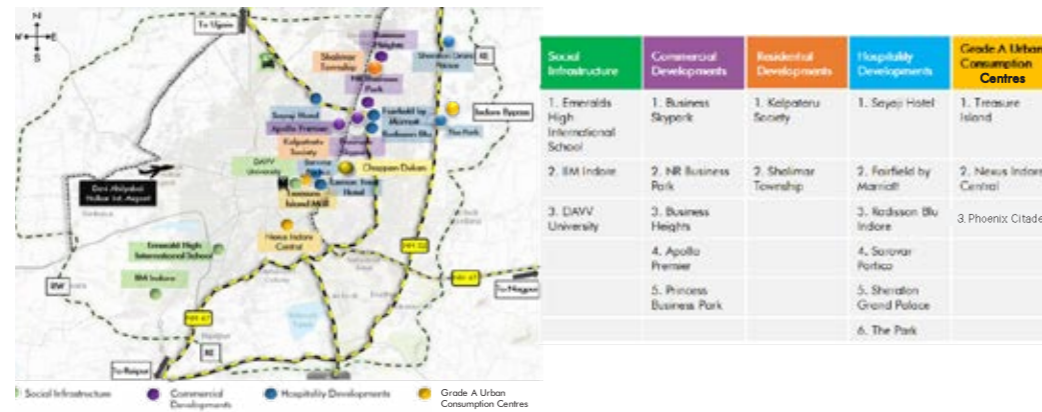 N
W
E
S
To Ujjain
Shalimar
Township
Park
Sheraton Grand
Palace
RE
Indore Bypass
Sayaji Hotel
Apollo Premier
Fairfield by
Marriott
Radisson Blu
The Park
Kalpataru
Society
DAVV
University
Chappan Dukan
Hotel
Treasure
Island Mall
Devi Ahilyabai
Holkar Int. Airport
Nexus Indore
Central
Emerald High
International School
IIM Indore
RW
NH-52
NH-47
To Nagpur
NH-47
RE
To Raipur
Social Infrastructure
Commercial
Developments
Hospitality Developments
Grade A Urban
Consumption Centres
Social
Infrastructure
Commercial
Developments
Residential
Developments
Hospitality
Developments
Grade A Urban
Consumption
Centres
1. Emeralds
High
International
School
1. Business
Skypark
1. Kalpataru
Society
1. Sayaji Hotel
1. Treasure
Island
2. IIM Indore
2. NR Business
Park
2. Shalimar
Township
2. Fairfield by
Marriott
2. Nexus Indore
Central
3. DAVV
University
3. Business
Heights
3. Radisson Blu
Indore
3. Phoenix Citade
4. Apollo
Premier
4. Sarovar
Portico
5. Princess
Business Park
5. Sheraton
Grand Palace
6. The Park